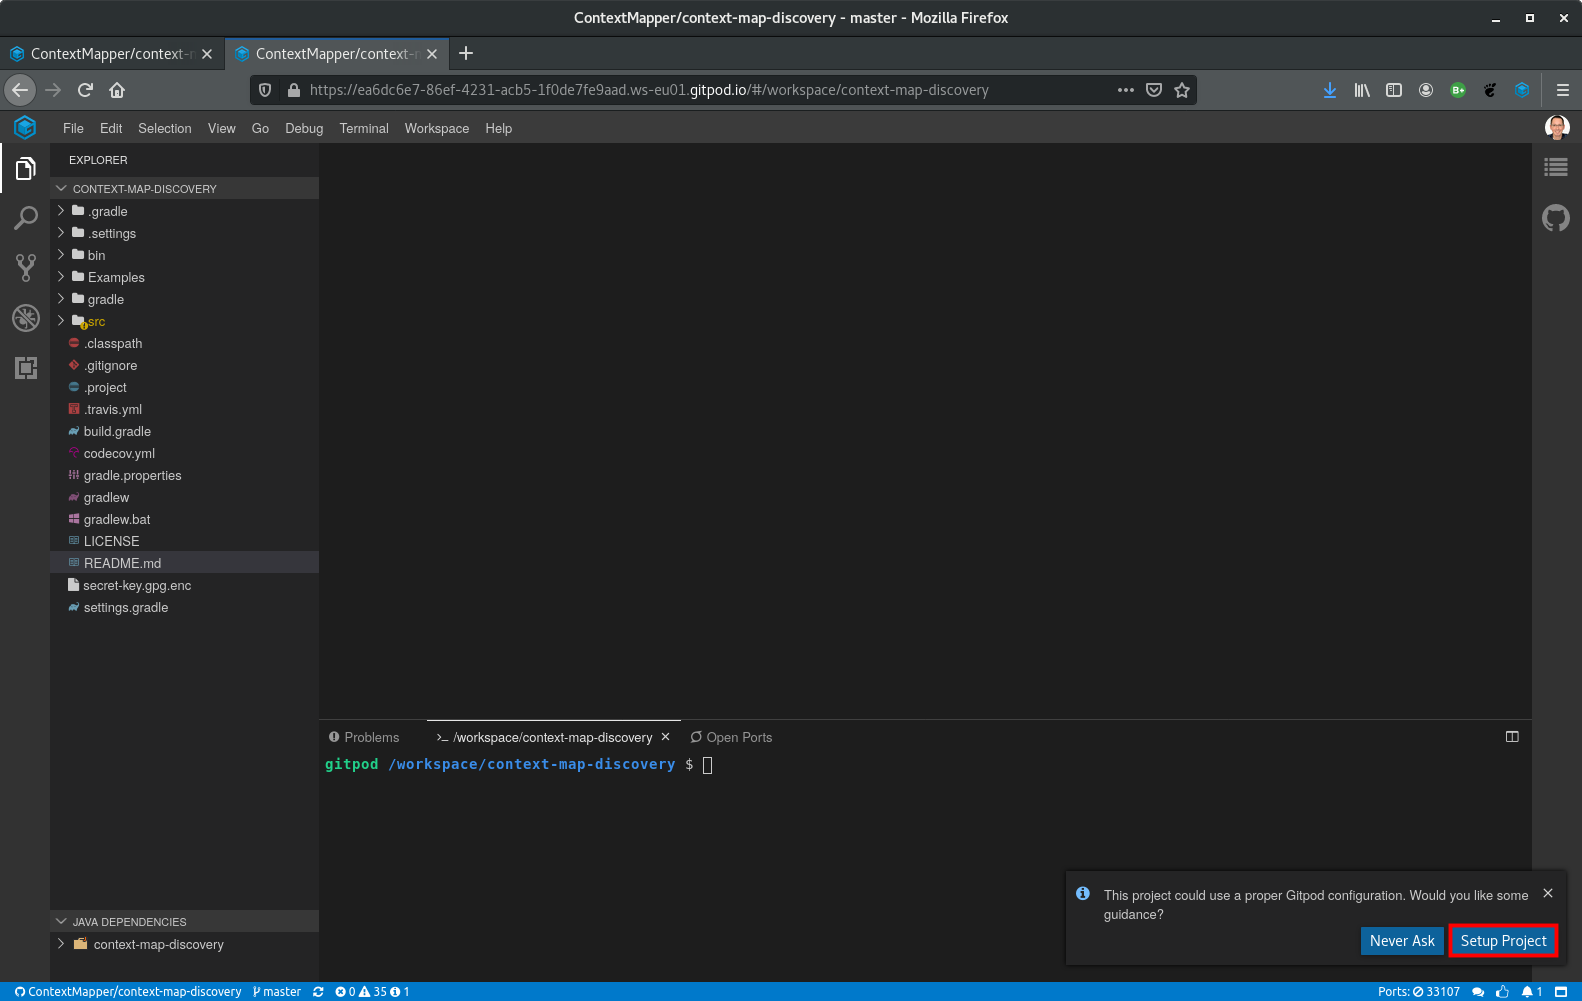 ContextMapper/context-map-discovery - master - Mozilla Firefox
ContextMapper/context-
ContextMapper/context-
https://ea6dc6e7-86ef-4231-acb5-1f0de7fe9aad.ws-eu01.gitpod.io/#/workspace/context-map-discovery
B+
File Edit Selection View Go Debug Terminal Workspace Help
EXPLORER
CONTEXT-MAP-DISCOVERY
.gradle
.settings
bin
Examples
gradle
src
.classpath
.gitignore
.project
.travis.yml
build.gradle
codecov.yml
gradle.properties
gradlew
gradlew.bat
LICENSE
README.md
secret-key.gpg.enc
settings.gradle
JAVA DEPENDENCIES
context-map-discovery
Problems
>_ /workspace/context-map-discovery
Open Ports
gitpod /workspace/context-map-discovery $
This project could use a proper Gitpod configuration. Would you like some
guidance?
Never Ask
Setup Project
ContextMapper/context-map-discovery master 0 35 1
Ports: 33107 1